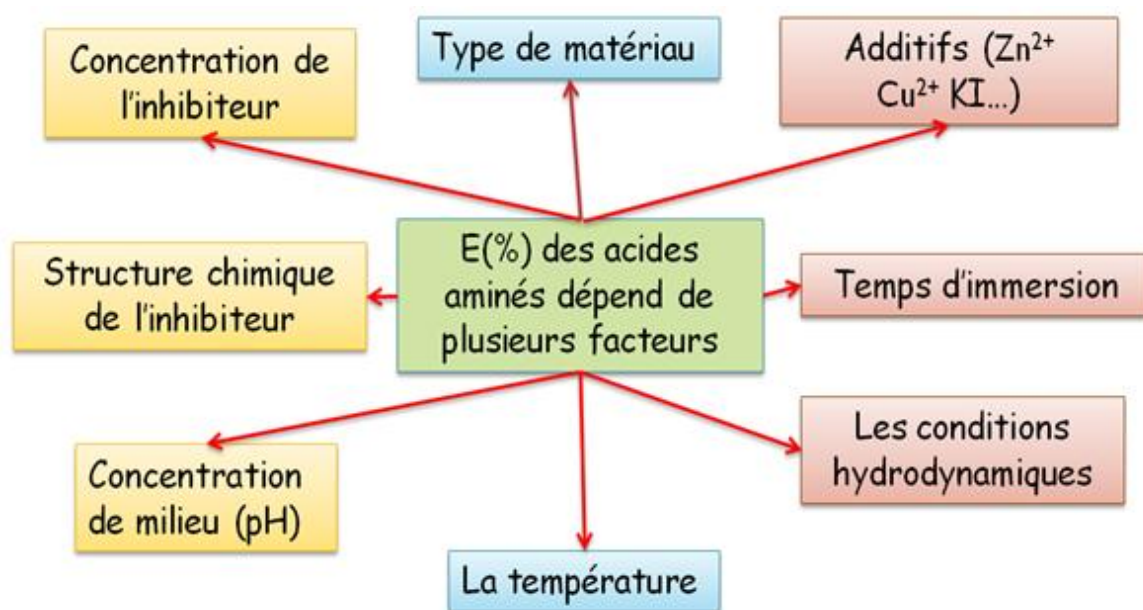 Concentration de
l'inhibiteur
Type de matériau
Additifs (Zn²⁺
Cu²⁺ KI...)
Structure chimique
de l'inhibiteur
E(%) des acides
aminés dépend de
plusieurs facteurs
Temps d'immersion
Concentration
de milieu (pH)
Les conditions
hydrodynamiques
La température